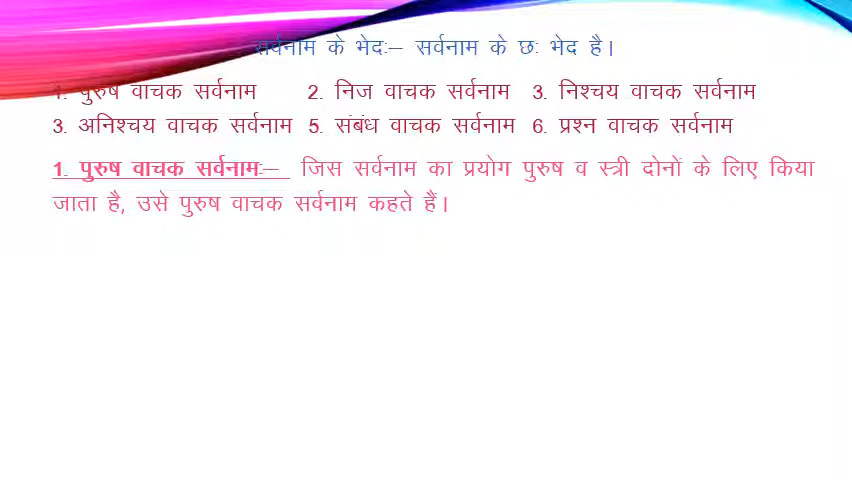 सर्वनाम के भेदः– सर्वनाम के छः भेद है।
1. पुरुष वाचक सर्वनाम 2. निज वाचक सर्वनाम 3. निश्चय वाचक सर्वनाम
3. अनिश्चय वाचक सर्वनाम 5. संबंध वाचक सर्वनाम 6. प्रश्न वाचक सर्वनाम
1. पुरुष वाचक सर्वनामः– जिस सर्वनाम का प्रयोग पुरुष व स्त्री दोनों के लिए किया
जाता है, उसे पुरुष वाचक सर्वनाम कहते हैं।